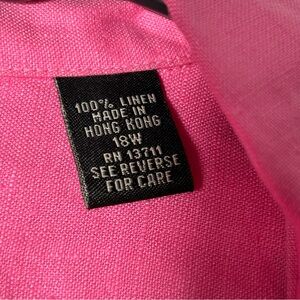 100% LINEN
MADE IN
HONG KONG
18W
RN 13711
SEE REVERSE
FOR CARE